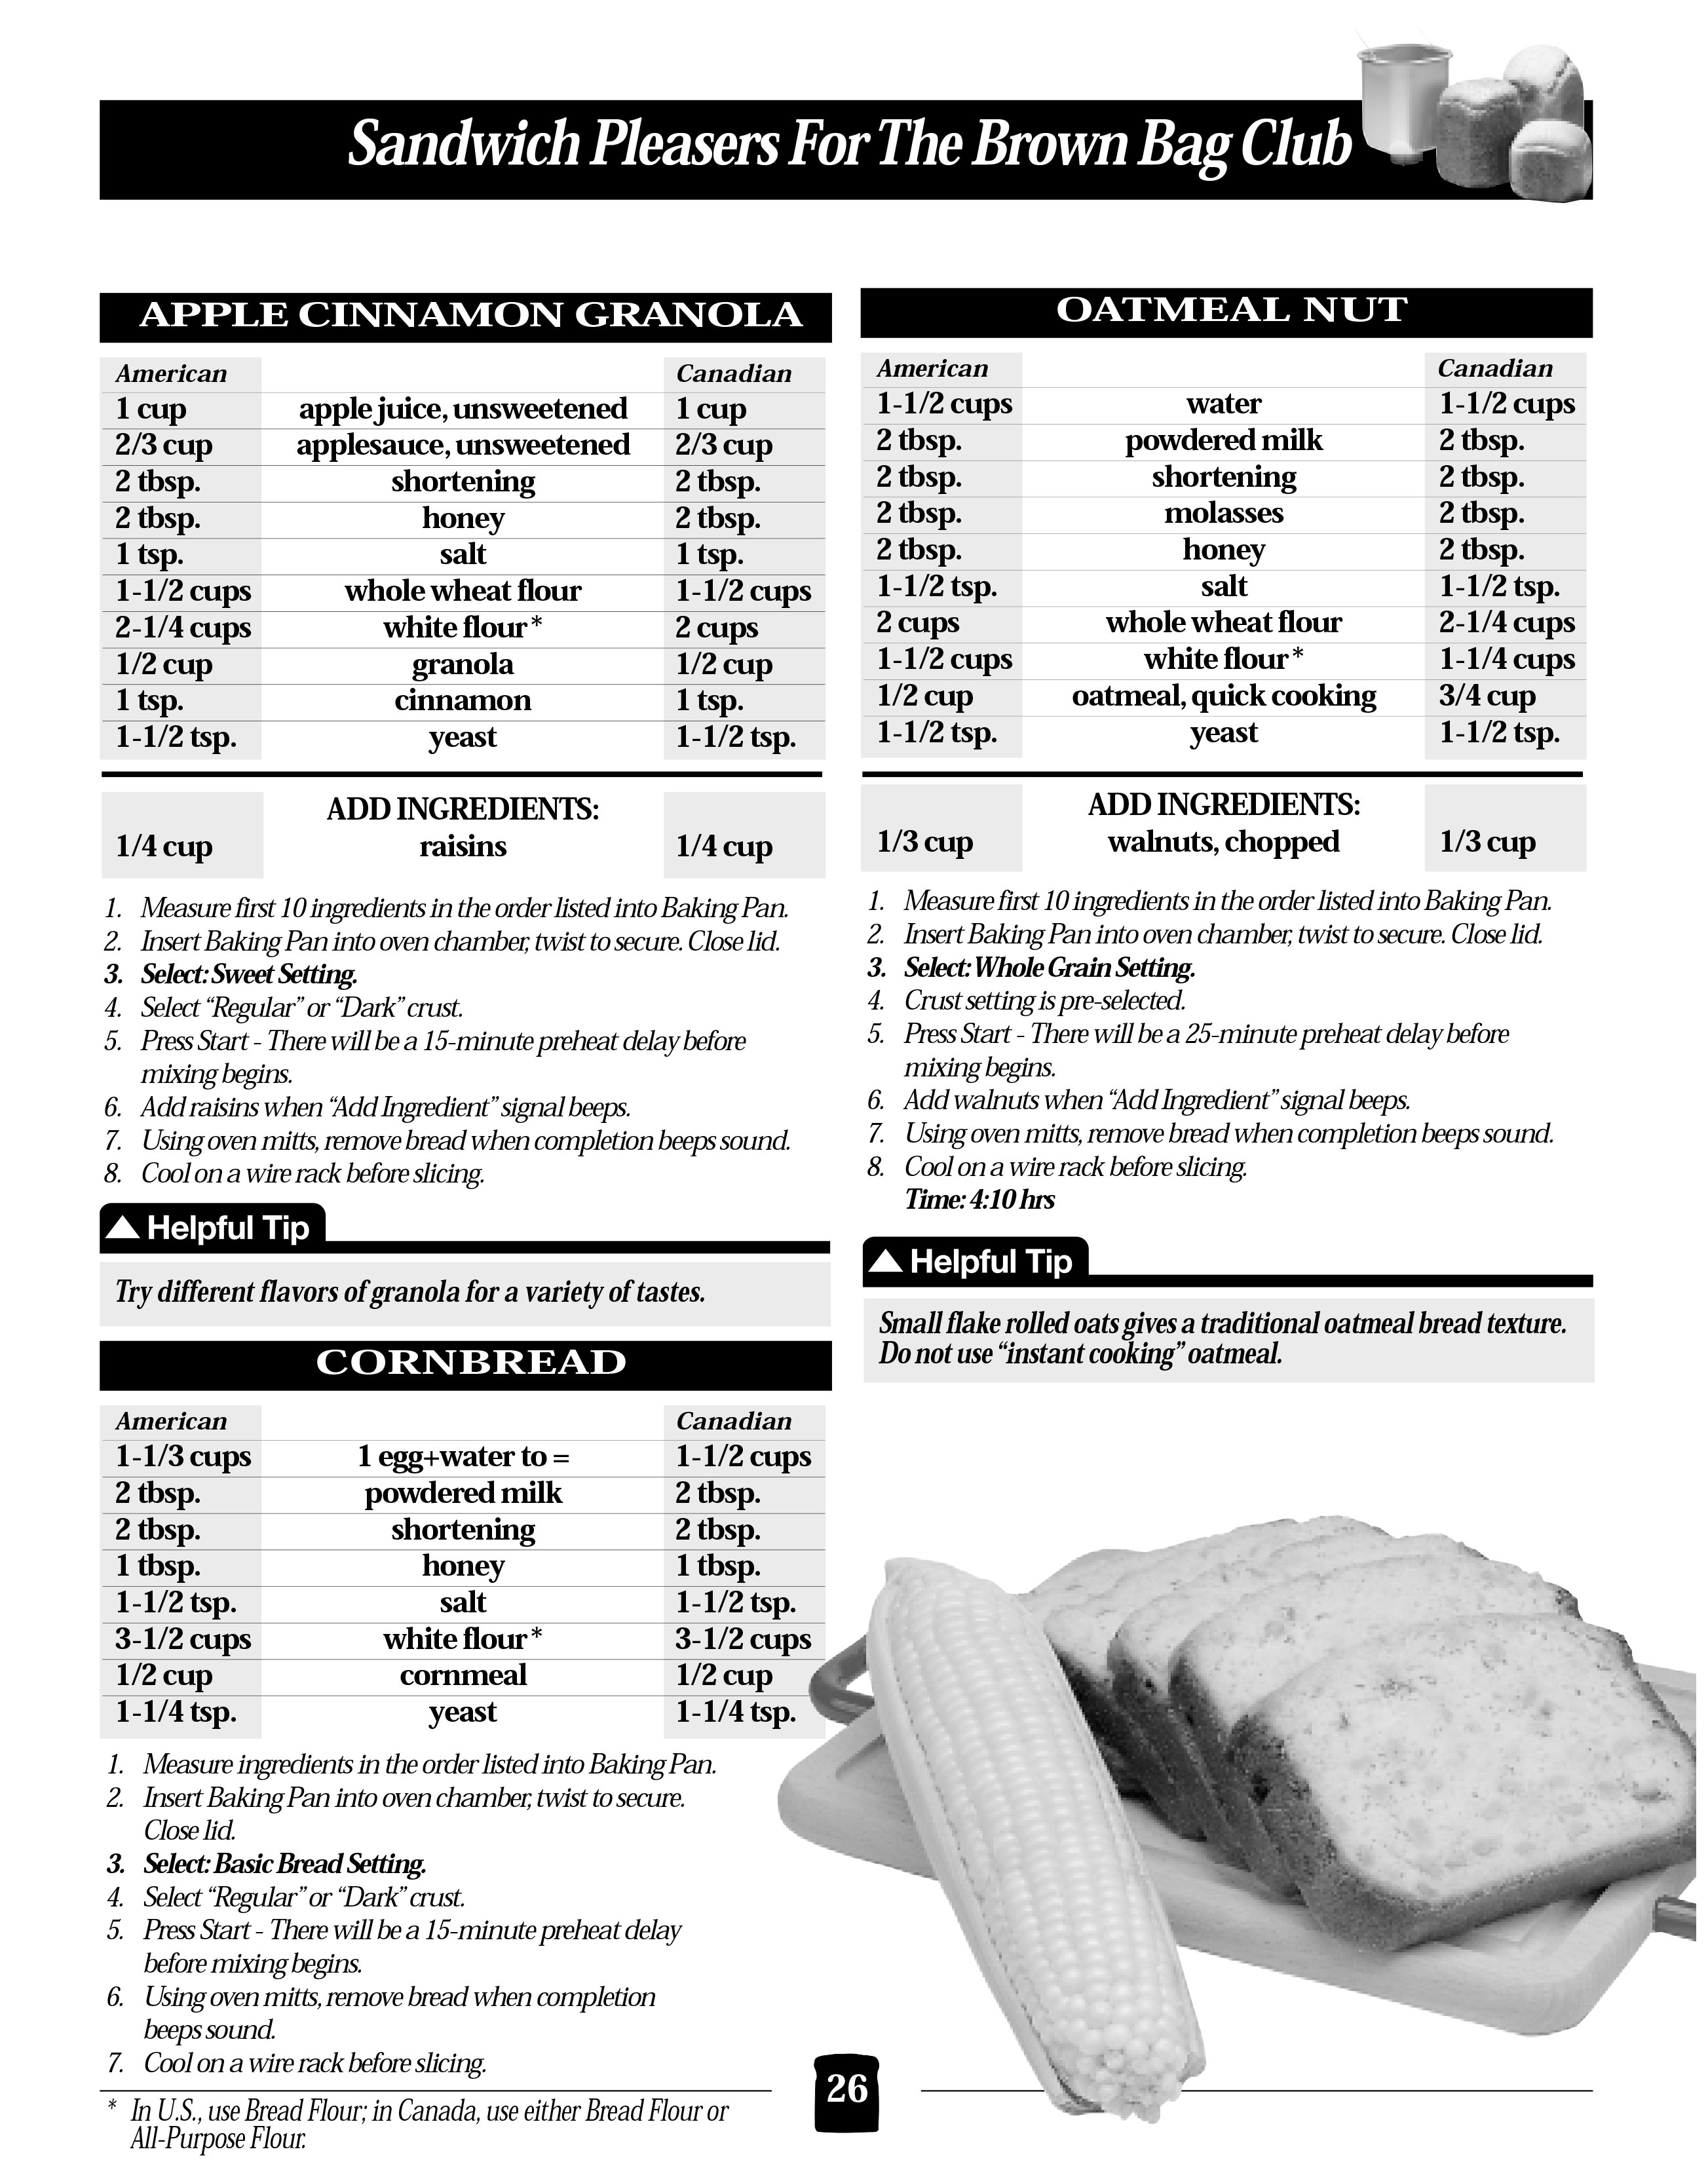 Sandwich Pleasers For The Brown Bag Club
APPLE CINNAMON GRANOLA
American Canadian
1 cup apple juice, unsweetened 1 cup
2/3 cup applesauce, unsweetened 2/3 cup
2 tbsp. shortening 2 tbsp.
2 tbsp. honey 2 tbsp.
1 tsp. salt 1 tsp.
1-1/2 cups whole wheat flour 1-1/2 cups
2-1/4 cups white flour* 2 cups
1/2 cup granola 1/2 cup
1 tsp. cinnamon 1 tsp.
1-1/2 tsp. yeast 1-1/2 tsp.
ADD INGREDIENTS:
1/4 cup raisins 1/4 cup
1. Measure first 10 ingredients in the order listed into Baking Pan.
2. Insert Baking Pan into oven chamber, twist to secure. Close lid.
3. Select: Sweet Setting.
4. Select “Regular” or “Dark” crust.
5. Press Start - There will be a 15-minute preheat delay before
mixing begins.
6. Add raisins when “Add Ingredient” signal beeps.
7. Using oven mitts, remove bread when completion beeps sound.
8. Cool on a wire rack before slicing.
Helpful Tip
Try different flavors of granola for a variety of tastes.
CORNBREAD
American Canadian
1-1/3 cups 1 egg+water to = 1-1/2 cups
2 tbsp. powdered milk 2 tbsp.
2 tbsp. shortening 2 tbsp.
1 tbsp. honey 1 tbsp.
1-1/2 tsp. salt 1-1/2 tsp.
3-1/2 cups white flour* 3-1/2 cups
1/2 cup cornmeal 1/2 cup
1-1/4 tsp. yeast 1-1/4 tsp.
1. Measure ingredients in the order listed into Baking Pan.
2. Insert Baking Pan into oven chamber, twist to secure.
Close lid.
3. Select: Basic Bread Setting.
4. Select “Regular” or “Dark” crust.
5. Press Start - There will be a 15-minute preheat delay
before mixing begins.
6. Using oven mitts, remove bread when completion
beeps sound.
7. Cool on a wire rack before slicing.
* In U.S., use Bread Flour; in Canada, use either Bread Flour or
All-Purpose Flour.
OATMEAL NUT
American Canadian
1-1/2 cups water 1-1/2 cups
2 tbsp. powdered milk 2 tbsp.
2 tbsp. shortening 2 tbsp.
2 tbsp. molasses 2 tbsp.
2 tbsp. honey 2 tbsp.
1-1/2 tsp. salt 1-1/2 tsp.
2 cups whole wheat flour 2-1/4 cups
1-1/2 cups white flour* 1-1/4 cups
1/2 cup oatmeal, quick cooking 3/4 cup
1-1/2 tsp. yeast 1-1/2 tsp.
ADD INGREDIENTS:
1/3 cup walnuts, chopped 1/3 cup
1. Measure first 10 ingredients in the order listed into Baking Pan.
2. Insert Baking Pan into oven chamber, twist to secure. Close lid.
3. Select: Whole Grain Setting.
4. Crust setting is pre-selected.
5. Press Start - There will be a 25-minute preheat delay before
mixing begins.
6. Add walnuts when “Add Ingredient” signal beeps.
7. Using oven mitts, remove bread when completion beeps sound.
8. Cool on a wire rack before slicing.
Time: 4:10 hrs
Helpful Tip
Small flake rolled oats gives a traditional oatmeal bread texture.
Do not use “instant cooking” oatmeal.
26